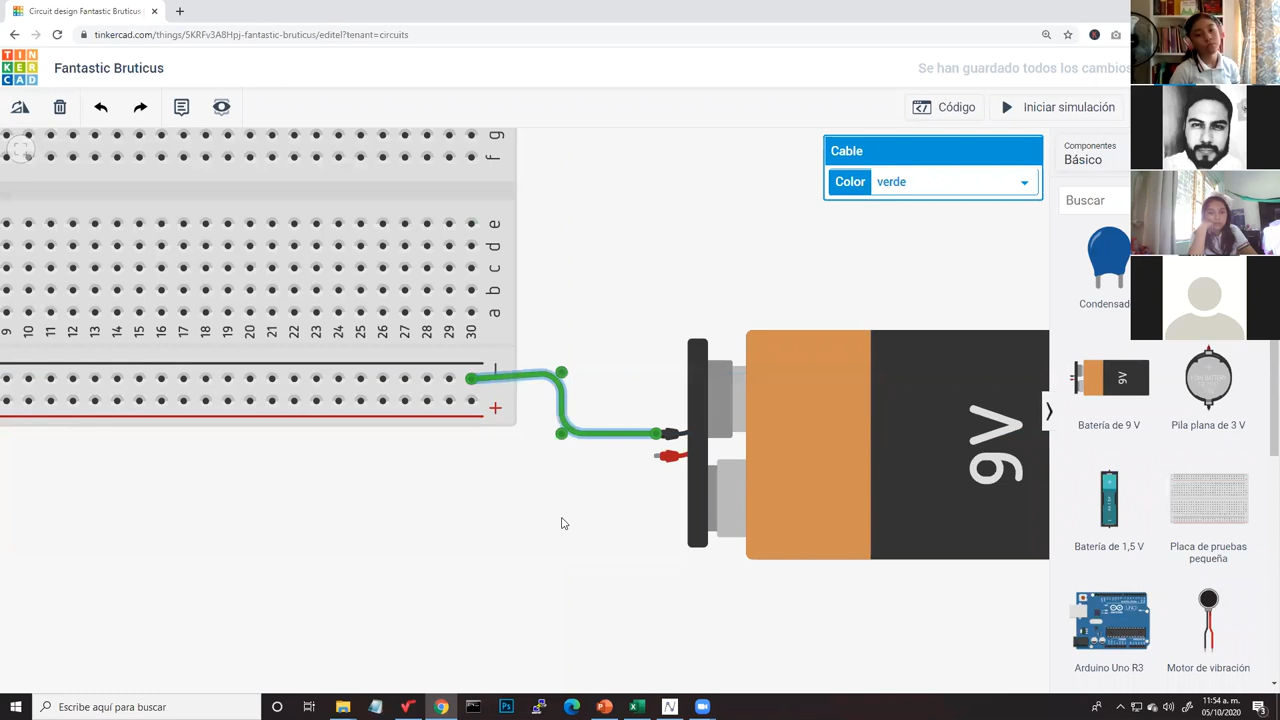 Circuit design Fantastic Bruticus
tinkercad.com/things/5KRFv3A8Hpj-fantastic-bruticus/editel?tenant=circuits
TIN
KER
CAD
Fantastic Bruticus
Se han guardado todos los cambios
Código
Iniciar simulación
Cable
Color
verde
Componentes
Básico
Buscar
Condensad
g
f
e
d
c
b
a
9 10 11 12 13 14 15 16 17 18 19 20 21 22 23 24 25 26 27 28 29 30
9V
9V
Batería de 9 V
Pila plana de 3 V
Batería de 1,5 V
Placa de pruebas
pequeña
Arduino Uno R3
Motor de vibración
Escribe aquí para buscar
11:54 a. m.
05/10/2020